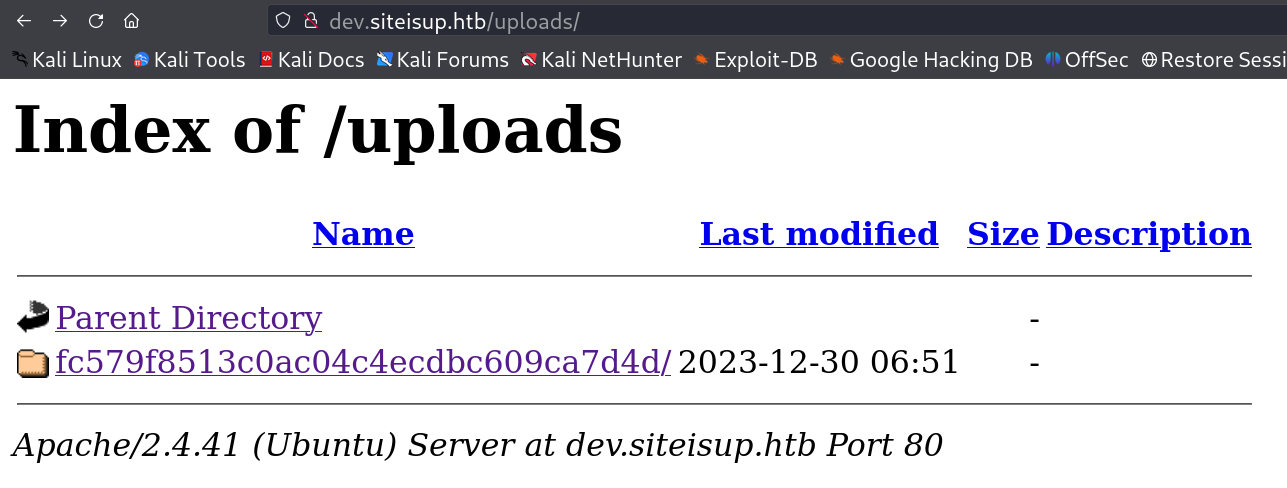 dev.siteisup.htb/uploads/
Kali Linux Kali Tools Kali Docs Kali Forums Kali NetHunter Exploit-DB Google Hacking DB OffSec Restore Sessi
Index of /uploads
Name Last modified Size Description
Parent Directory -
fc579f8513c0ac04c4ecdbc609ca7d4d/ 2023-12-30 06:51 -
Apache/2.4.41 (Ubuntu) Server at dev.siteisup.htb Port 80